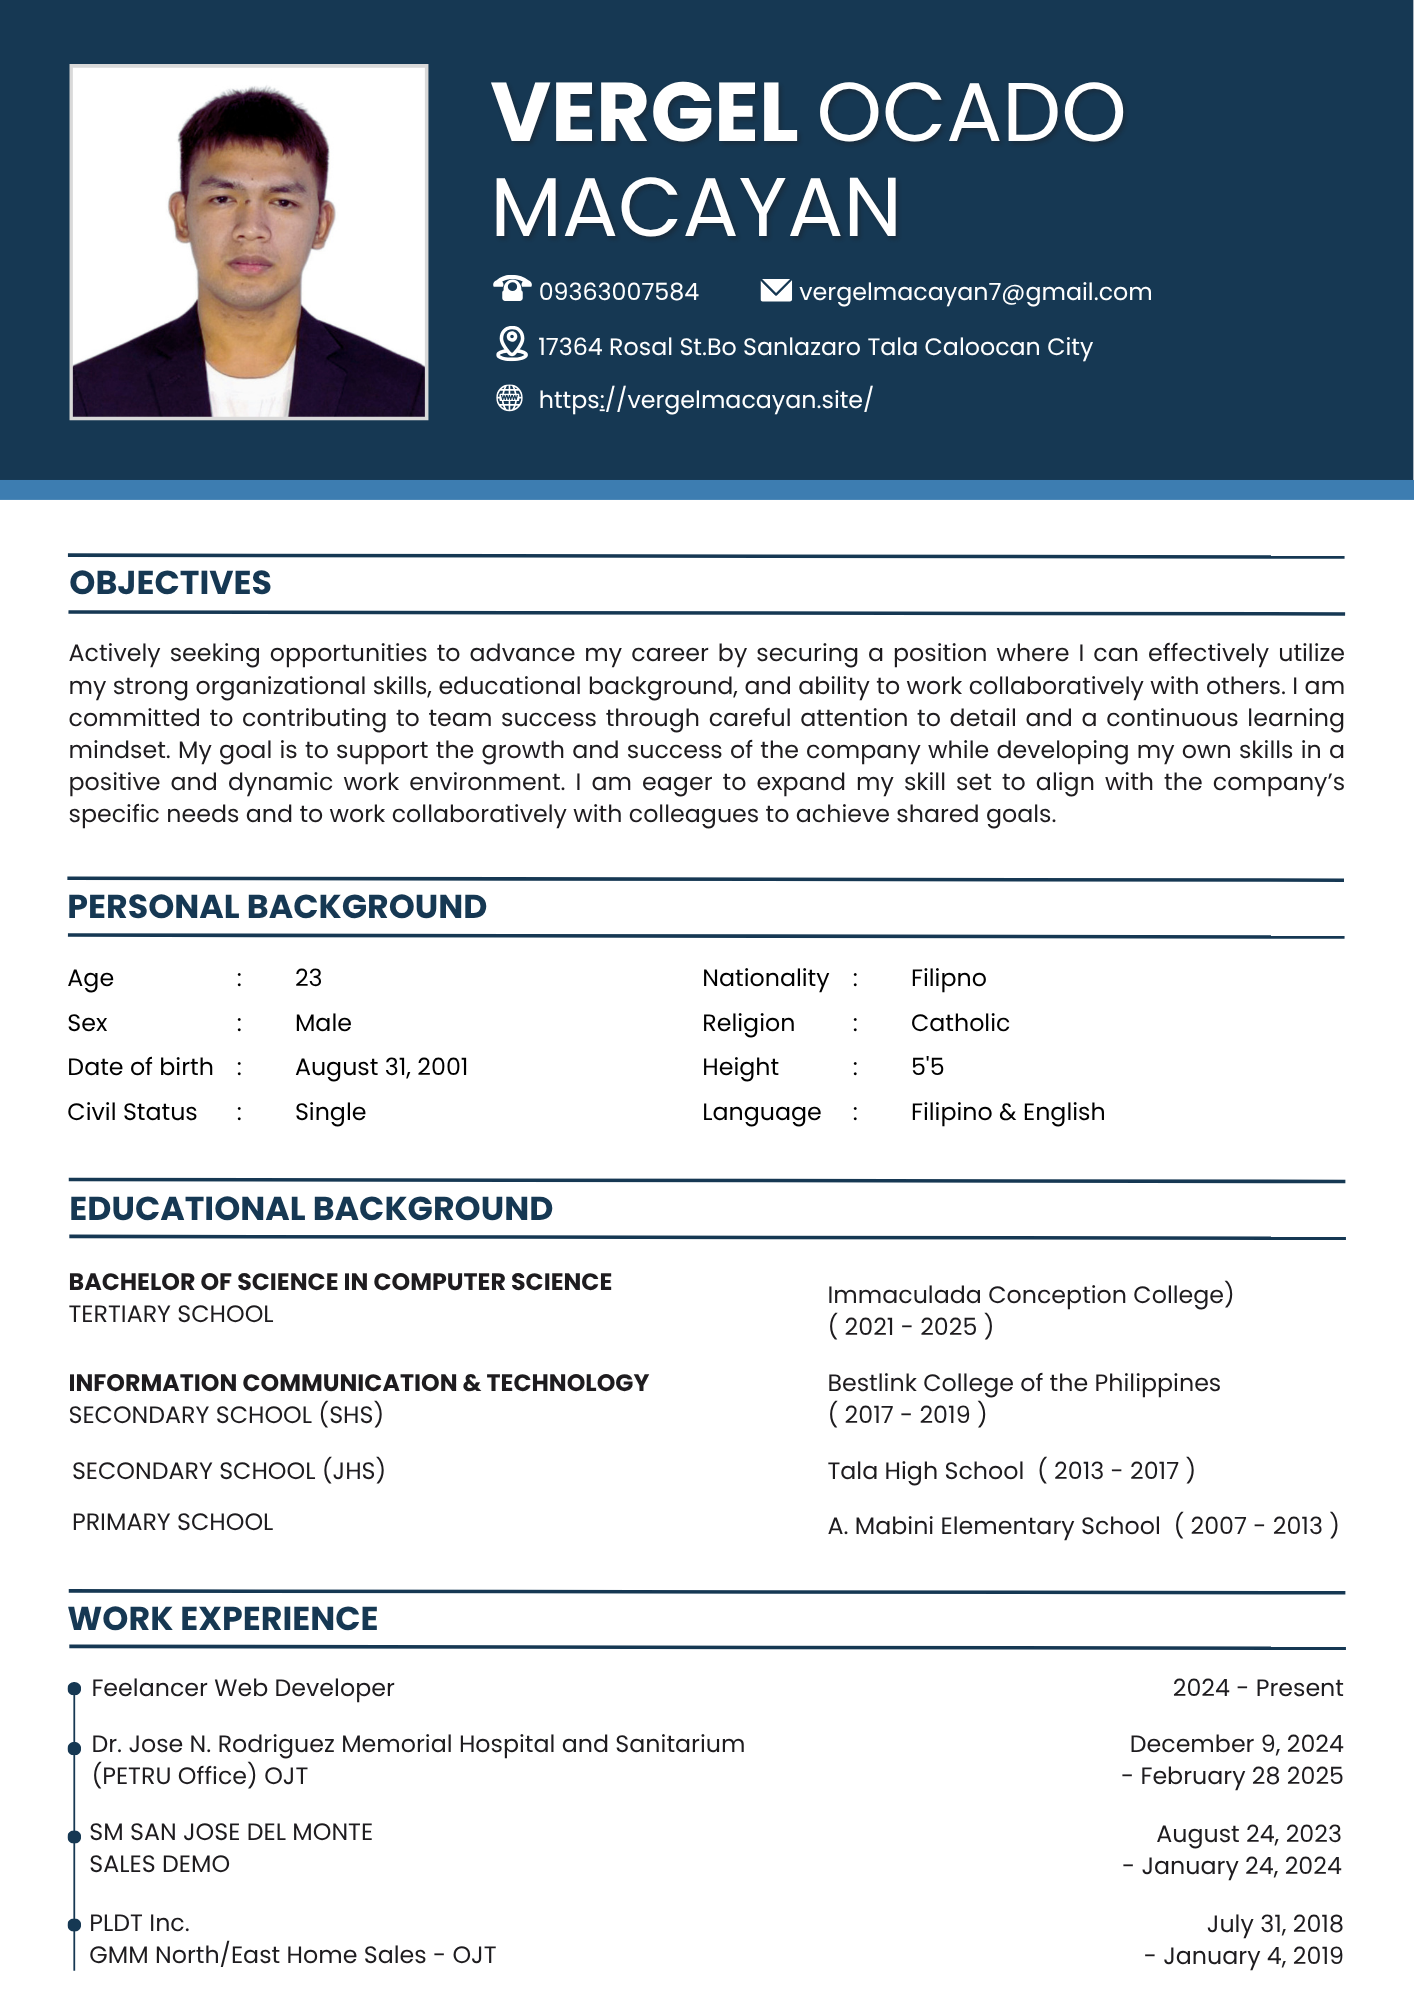 VERGEL OCADO
MACAYAN
09363007584 vergelmacayan7@gmail.com
17364 Rosal St.Bo Sanlazaro Tala Caloocan City
www https://vergelmacayan.site/
OBJECTIVES
Actively seeking opportunities to advance my career by securing a position where I can effectively utilize
my strong organizational skills, educational background, and ability to work collaboratively with others. I am
committed to contributing to team success through careful attention to detail and a continuous learning
mindset. My goal is to support the growth and success of the company while developing my own skills in a
positive and dynamic work environment. I am eager to expand my skill set to align with the company’s
specific needs and to work collaboratively with colleagues to achieve shared goals.
PERSONAL BACKGROUND
Age : 23 Nationality : Filipno
Sex : Male Religion : Catholic
Date of birth : August 31, 2001 Height : 5'5
Civil Status : Single Language : Filipino & English
EDUCATIONAL BACKGROUND
BACHELOR OF SCIENCE IN COMPUTER SCIENCE
TERTIARY SCHOOL
Immaculada Conception College)
( 2021 - 2025 )
INFORMATION COMMUNICATION & TECHNOLOGY
SECONDARY SCHOOL (SHS)
Bestlink College of the Philippines
( 2017 - 2019 )
SECONDARY SCHOOL (JHS) Tala High School ( 2013 - 2017 )
PRIMARY SCHOOL A. Mabini Elementary School ( 2007 - 2013 )
WORK EXPERIENCE
Feelancer Web Developer 2024 - Present
Dr. Jose N. Rodriguez Memorial Hospital and Sanitarium December 9, 2024
(PETRU Office) OJT - February 28 2025
SM SAN JOSE DEL MONTE August 24, 2023
SALES DEMO - January 24, 2024
PLDT Inc. July 31, 2018
GMM North/East Home Sales - OJT - January 4, 2019